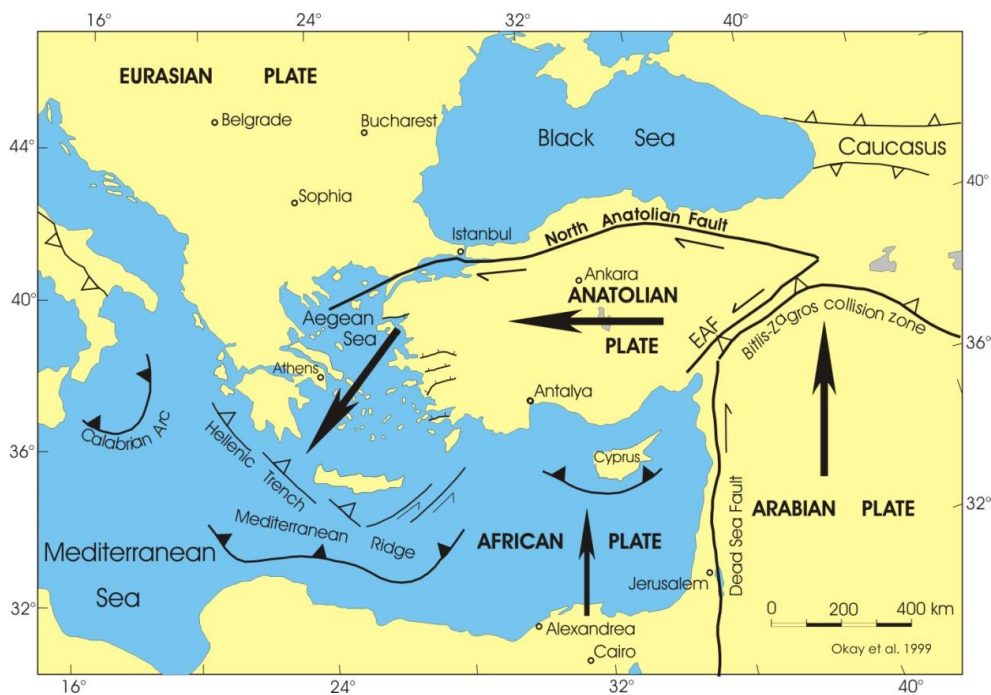 16°
24°
32°
40°
EURASIAN PLATE
Belgrade
Bucharest
Black Sea
Caucasus
44°
40°
Sophia
Istanbul
North Anatolian Fault
Ankara
ANATOLIAN
PLATE
40°
Aegean
Sea
EAF
Bitlis-Zagros collision zone
36°
Athens
Antalya
Calabrian Arc
Hellenic
Trench
36°
Cyprus
Mediterranean
Ridge
AFRICAN PLATE
Dead Sea Fault
ARABIAN PLATE
32°
Mediterranean
Sea
Jerusalem
32°
0 200 400 km
Alexandrea
Cairo
Okay et al. 1999
16°
24°
32°
40°